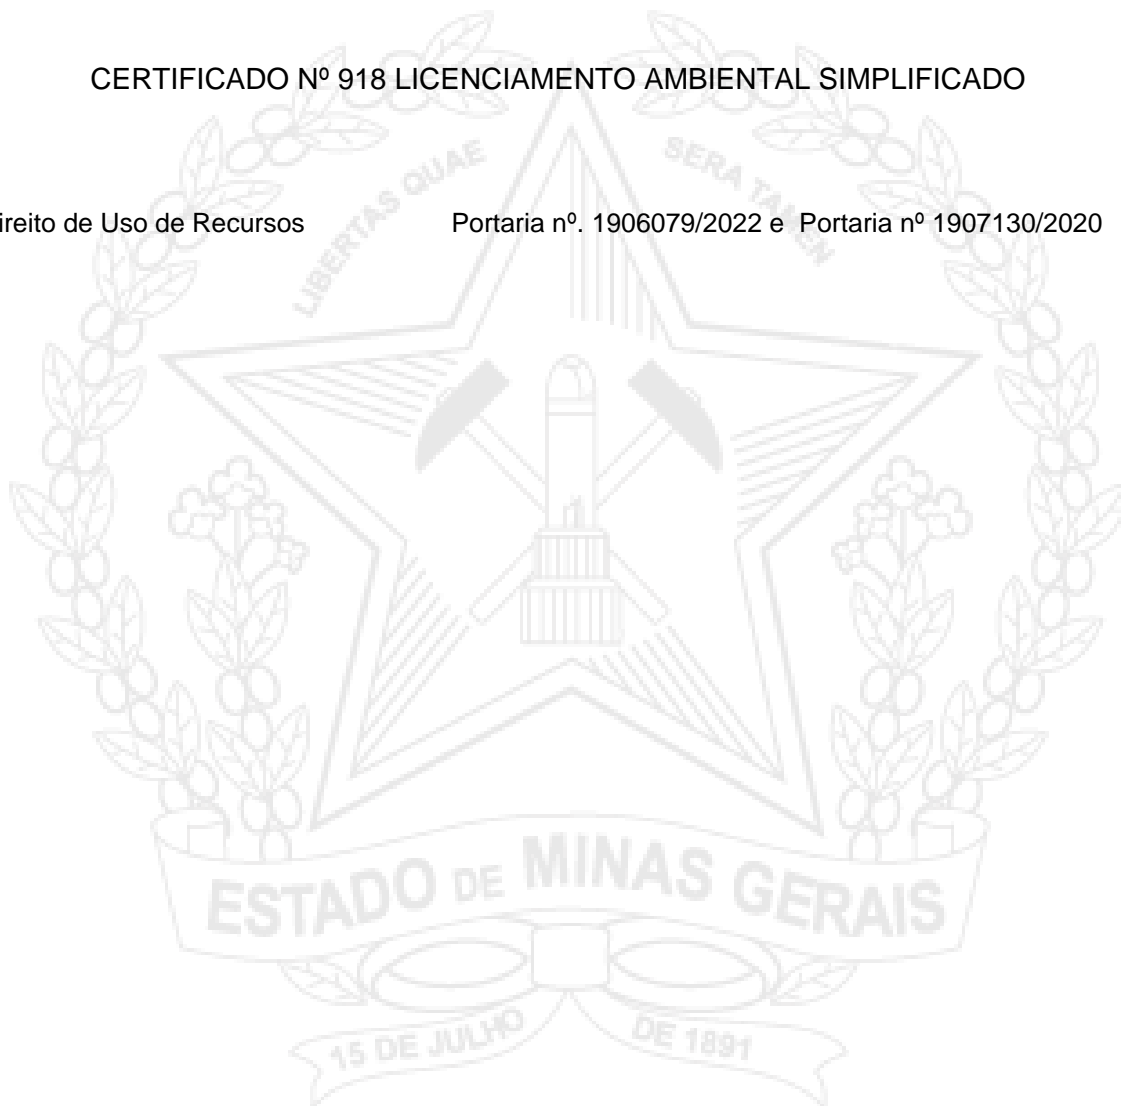 CERTIFICADO Nº 918 LICENCIAMENTO AMBIENTAL SIMPLIFICADO
LIBERTAS QUAE SERA TAMEN
ireito de Uso de Recursos Portaria nº. 1906079/2022 e Portaria nº 1907130/2020
ESTADO DE MINAS GERAIS
15 DE JULHO DE 1891